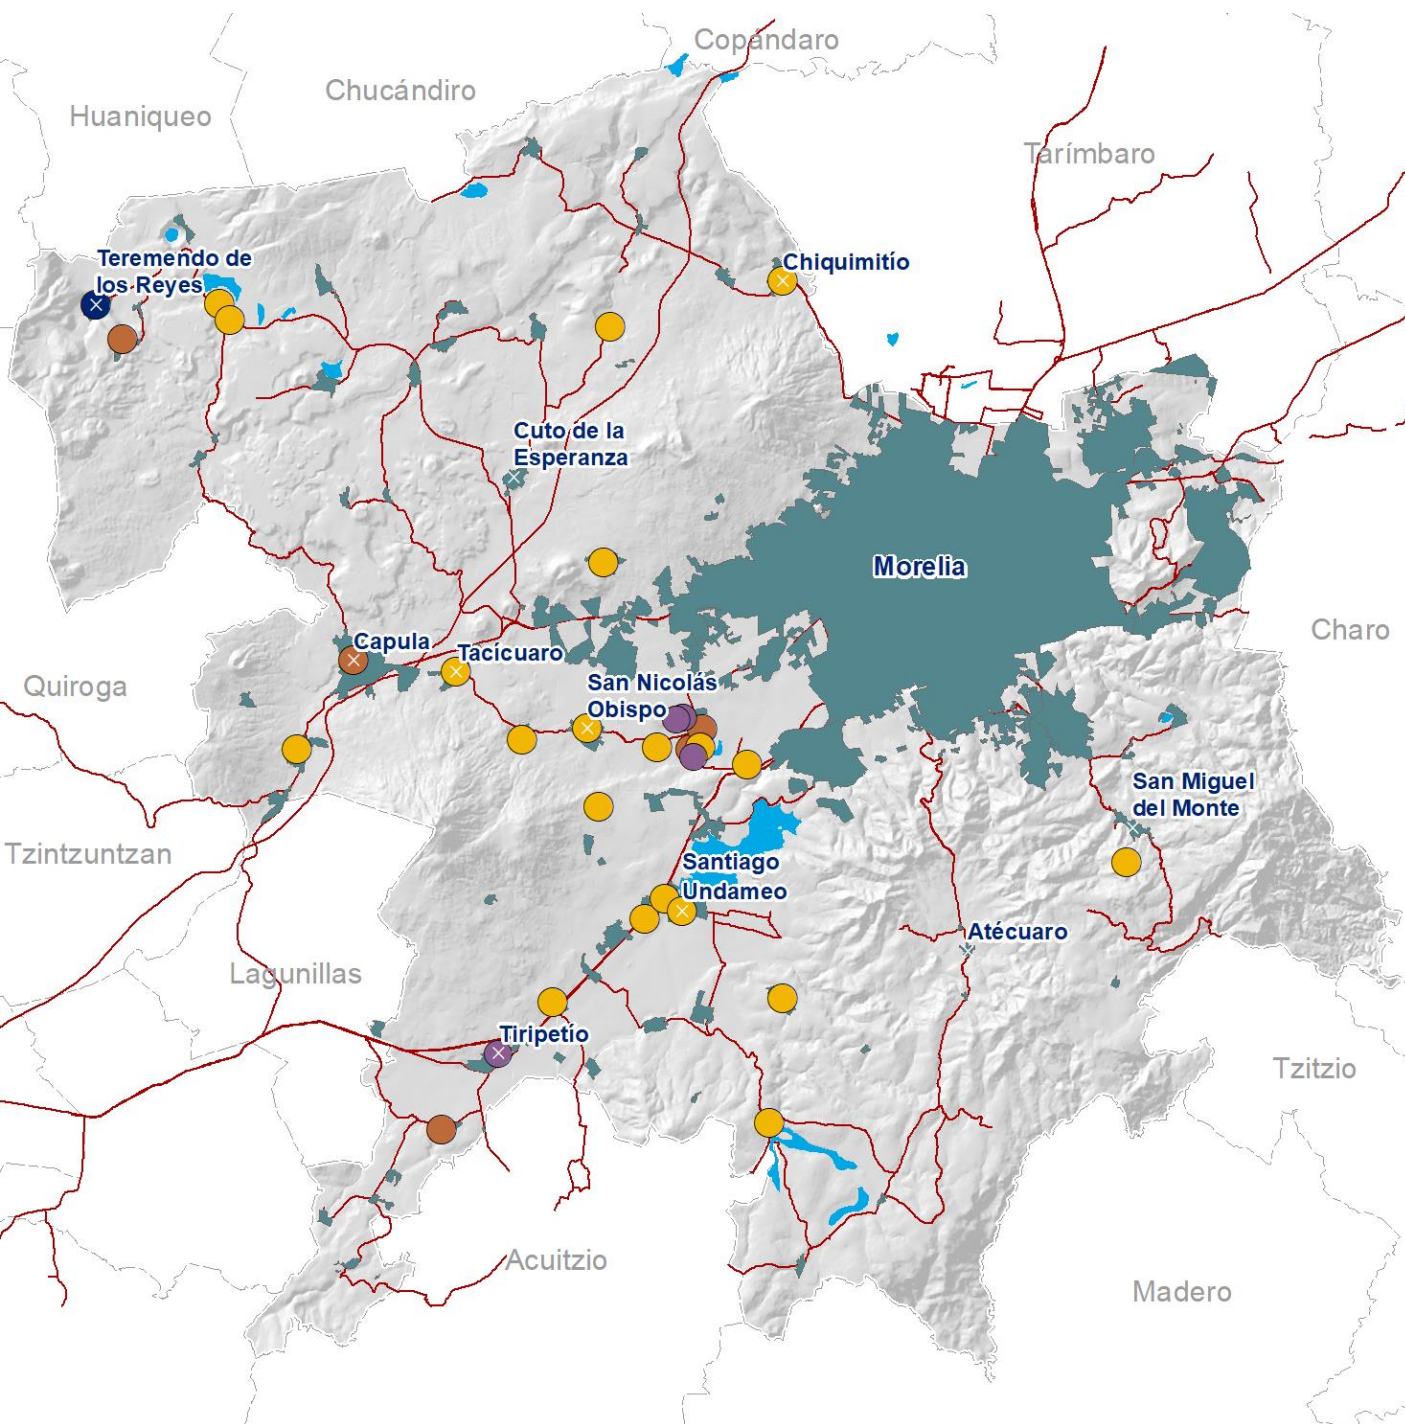 Copándaro
Chucándiro
Huaniqueo
Tarímbaro
Teremendo de
los Reyes
Chiquimitío
Cuto de la
Esperanza
Morelia
Charo
Capula
Tacícuaro
Quiroga
San Nicolás
Obispo
San Miguel
del Monte
Tzintzuntzan
Santiago
Undameo
Atécuaro
Lagunillas
Tiripetío
Tzitzio
Acuitzio
Madero